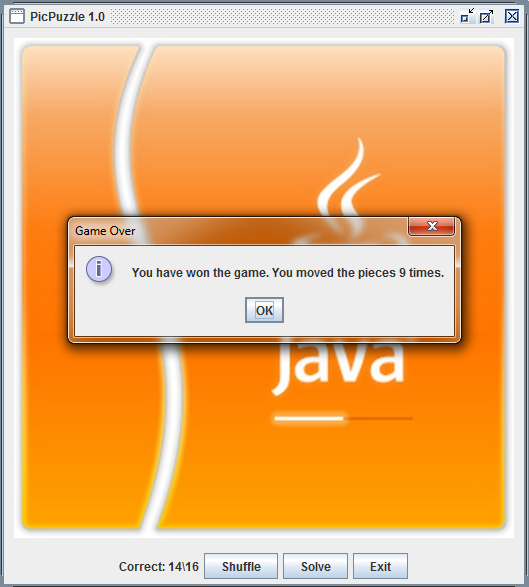 PicPuzzle 1.0
Game Over
You have won the game. You moved the pieces 9 times.
OK
Java
Correct: 14\16
Shuffle
Solve
Exit